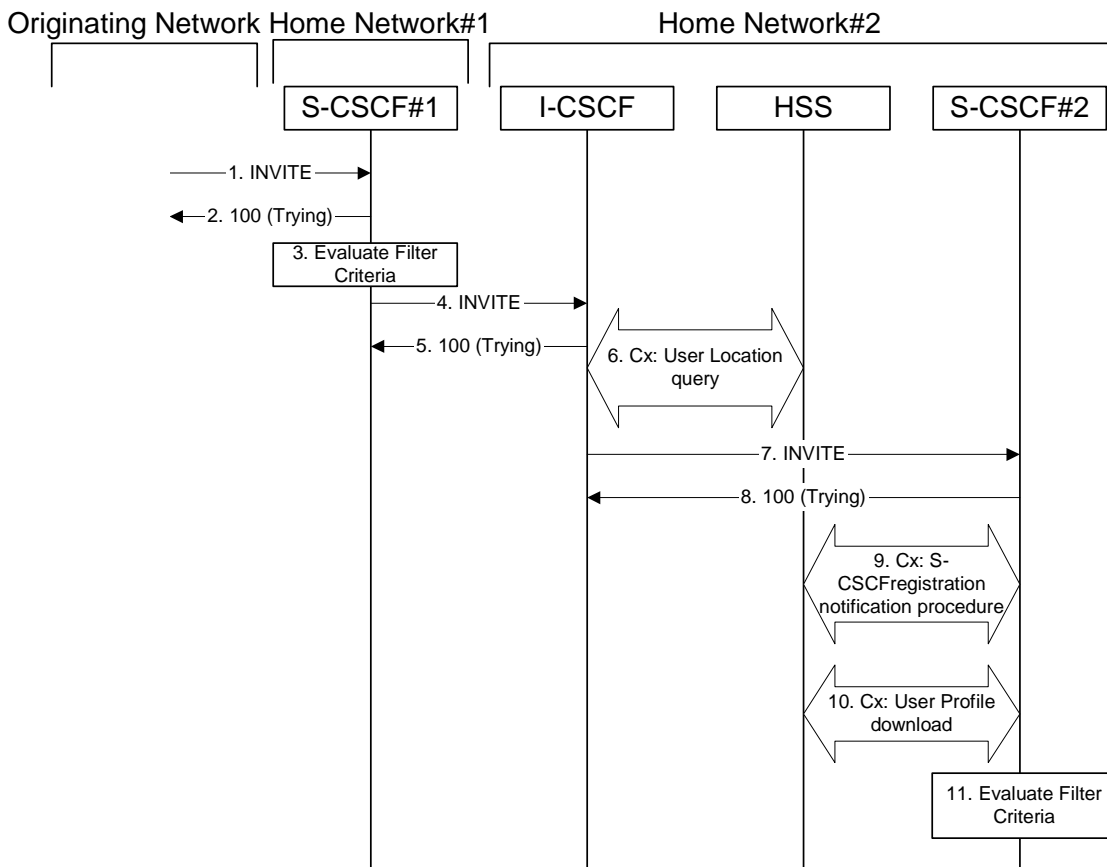 Originating Network Home Network#1 Home Network#2
S-CSCF#1 I-CSCF HSS S-CSCF#2
1. INVITE
2. 100 (Trying)
3. Evaluate Filter
Criteria
4. INVITE
5. 100 (Trying)
6. Cx: User Location
query
7. INVITE
8. 100 (Trying)
9. Cx: S-
CSCFregistration
notification procedure
10. Cx: User Profile
download
11. Evaluate Filter
Criteria